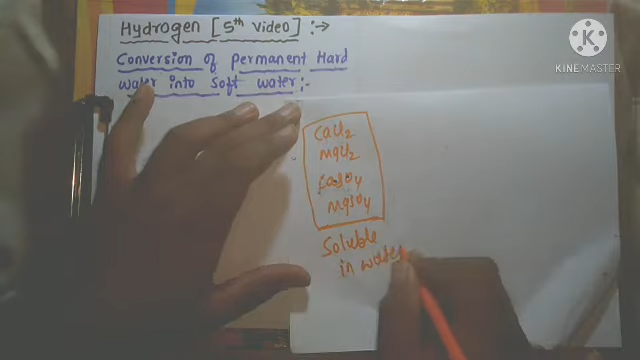 Hydrogen [5th video] :->
Conversion of permanent Hard
water into Soft water :-
KINEMASTER
CaCl2
MgCl2
CaSO4
MgSO4
Soluble
in water